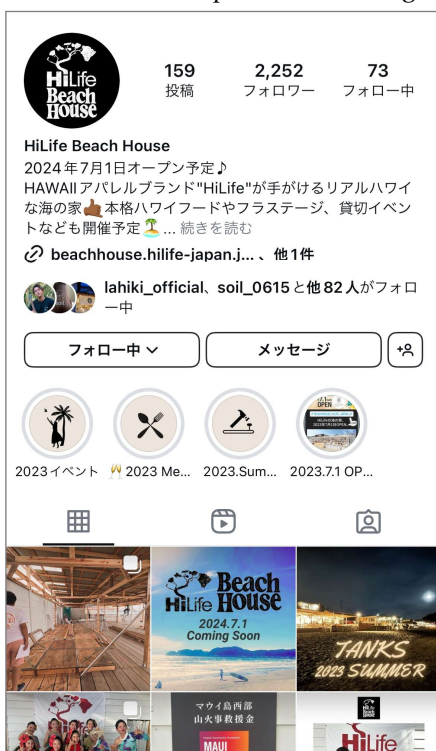 HiLife
Beach
House
159
投稿
2,252
フォロワー
73
フォロー中
HiLife Beach House
2024年7月1日オープン予定♪
HAWAIIアパレルブランド"HiLife"が手がけるリアルハワイ
な海の家🤙🏾本格ハワイフードやフラステージ、貸切イベン
トなども開催予定🏝️... 続きを読む
beachhouse.hilife-japan.j... 、他1件
lahiki_official、soil_0615と他82人がフォロ
ー中
フォロー中
メッセージ
2023イベント
🥂2023 Me...
2023.Sum...
2023.7.1 OP...
OPEN
HiLife Beach House
2024.7.1
Coming Soon
TANKS
2023 SUMMER
マウイ島西部
山火事救援金
MAUI
HiLife